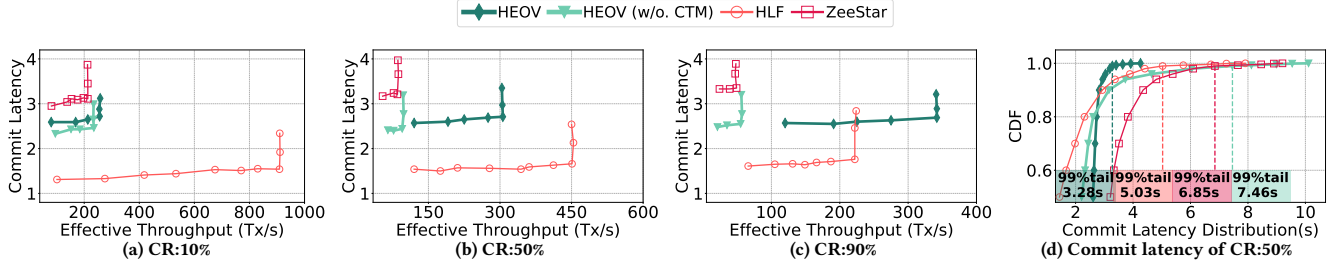 HEOV HEOV (w/o. CTM) HLF ZeeStar
Commit Latency
4
3
2
1
200 400 600 800 1000
Effective Throughput (Tx/s)
(a) CR:10%
Commit Latency
4
3
2
1
150 300 450 600
Effective Throughput (Tx/s)
(b) CR:50%
Commit Latency
4
3
2
1
0 100 200 300 400
Effective Throughput (Tx/s)
(c) CR:90%
CDF
1.0
0.8
0.6
99%tail 99%tail 99%tail 99%tail
3.28s 5.03s 6.85s 7.46s
2 4 6 8 10
Commit Latency Distribution(s)
(d) Commit latency of CR:50%